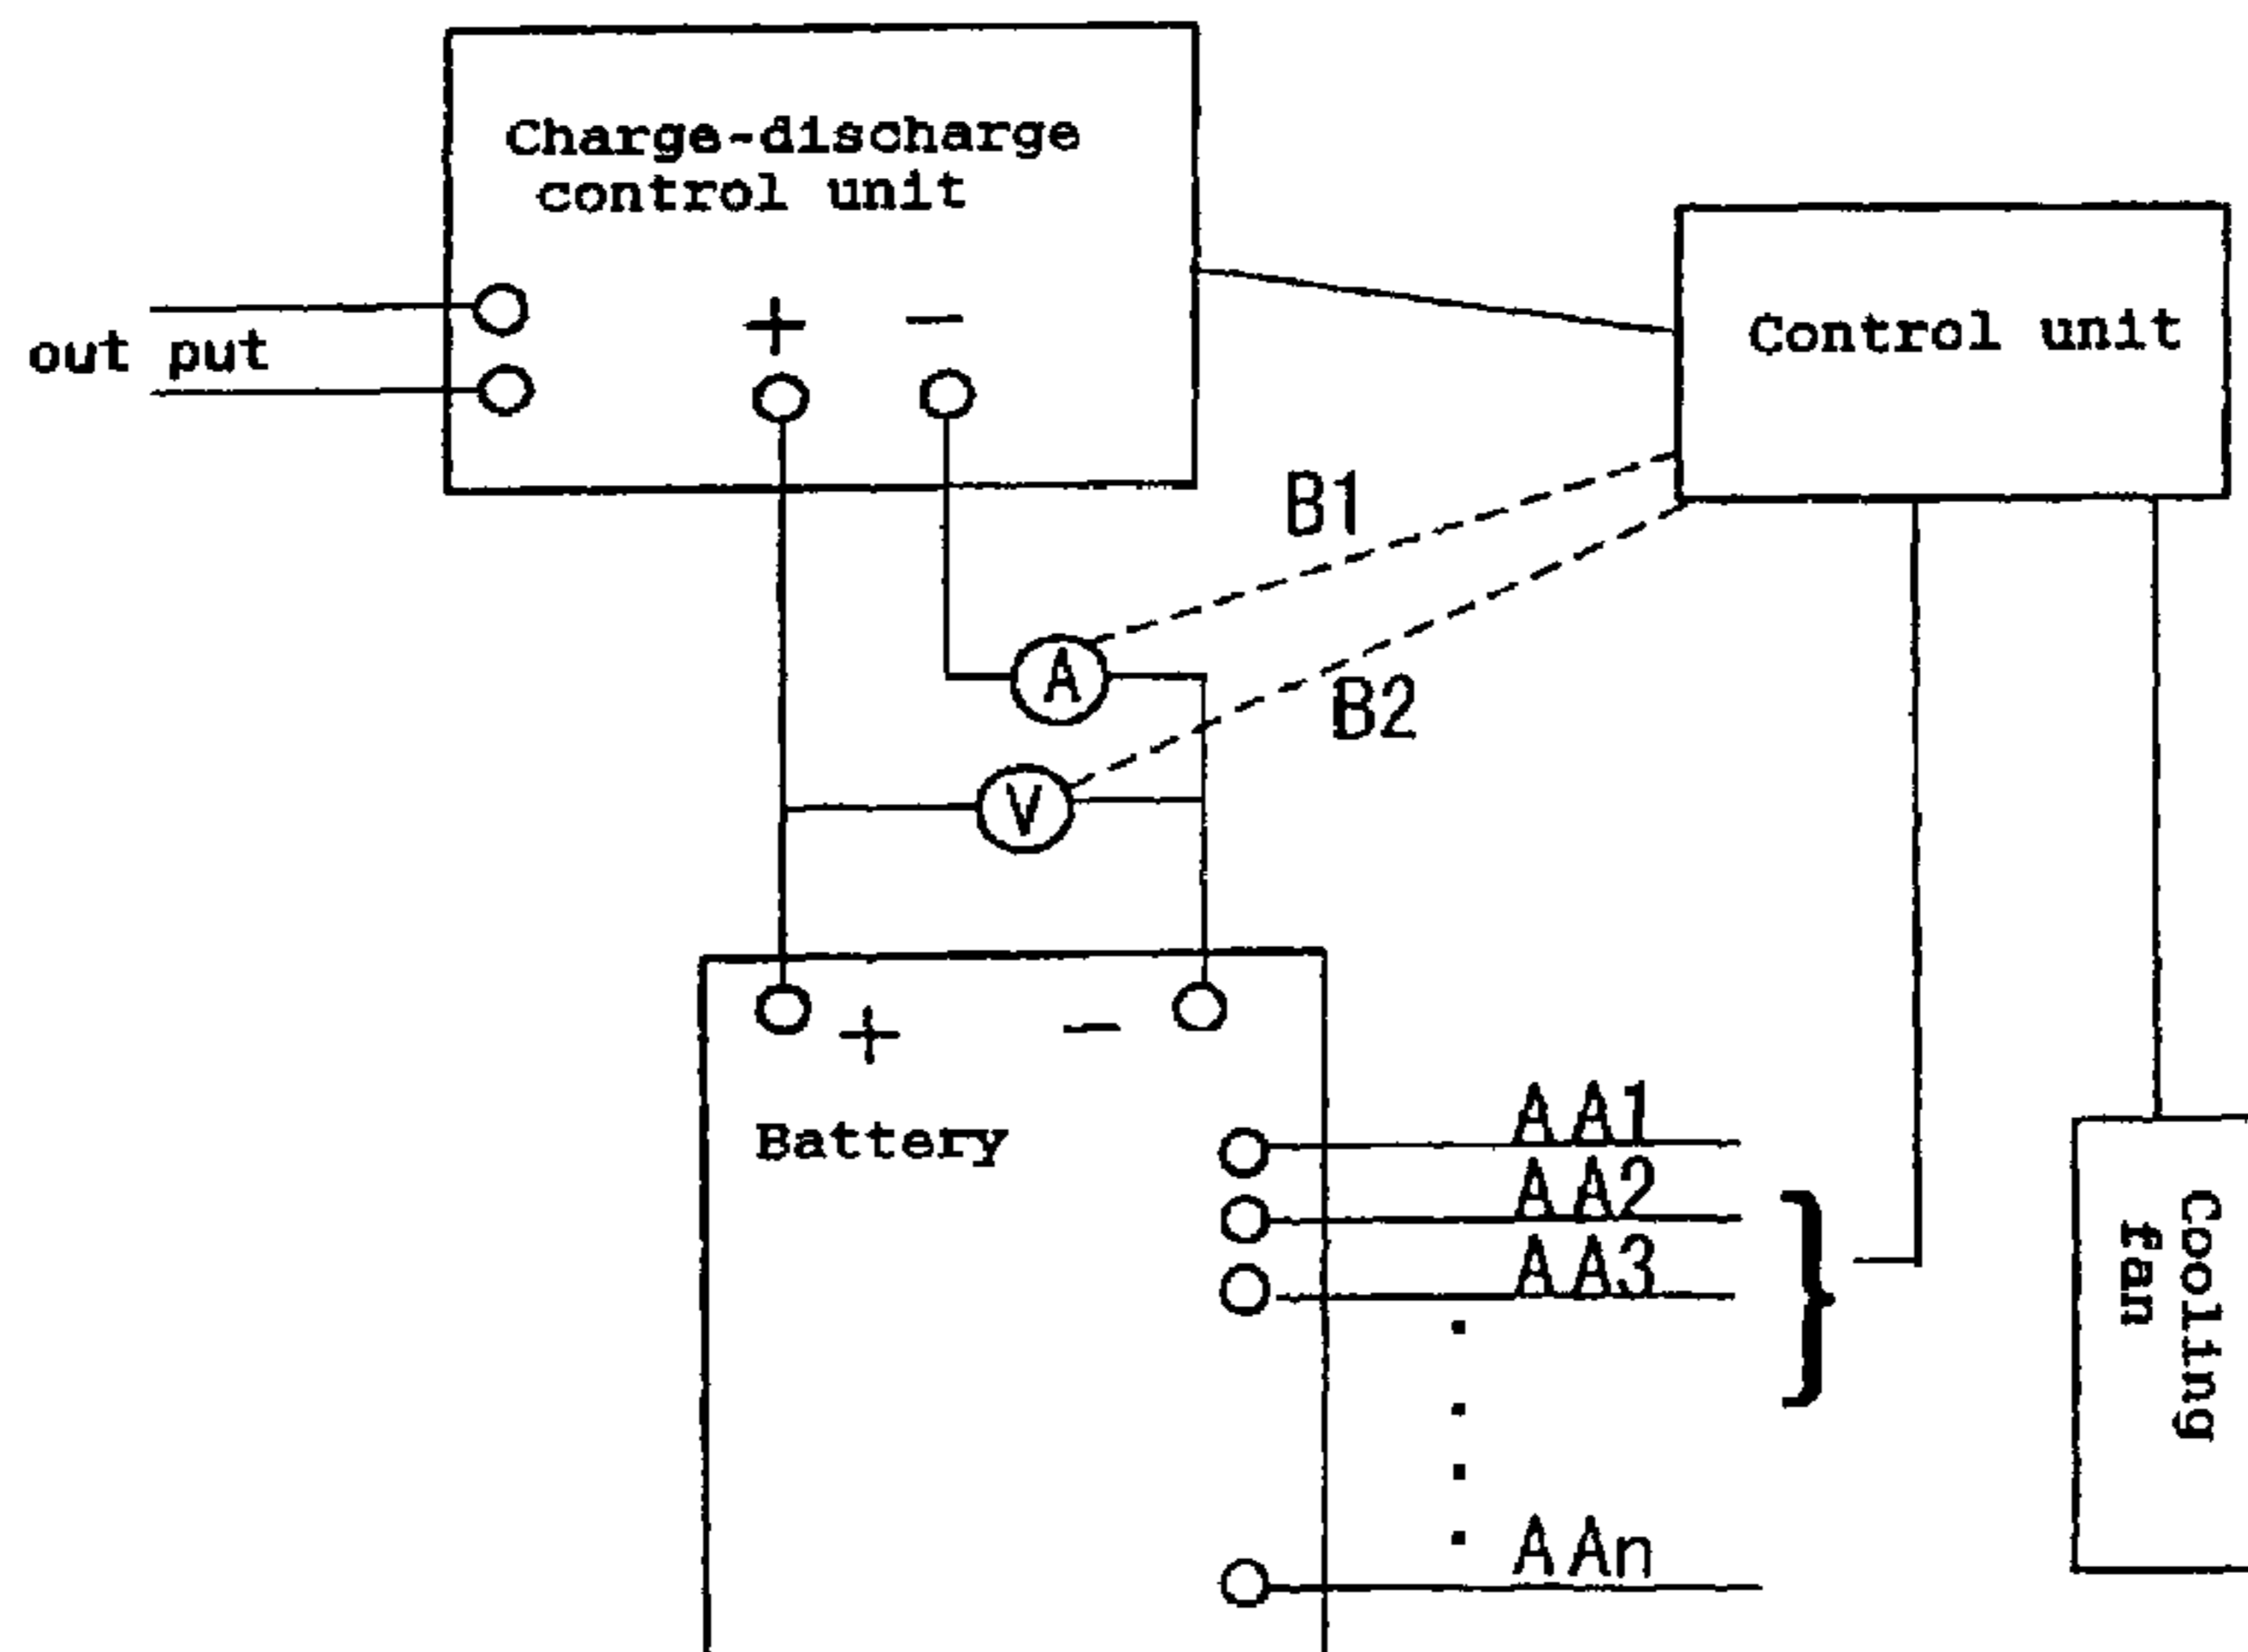 Charge-discharge
control unit
out put
+ −
Control unit
B1
A
B2
V
+ −
Battery
AA1
AA2
AA3
AAn
Cooling
fan